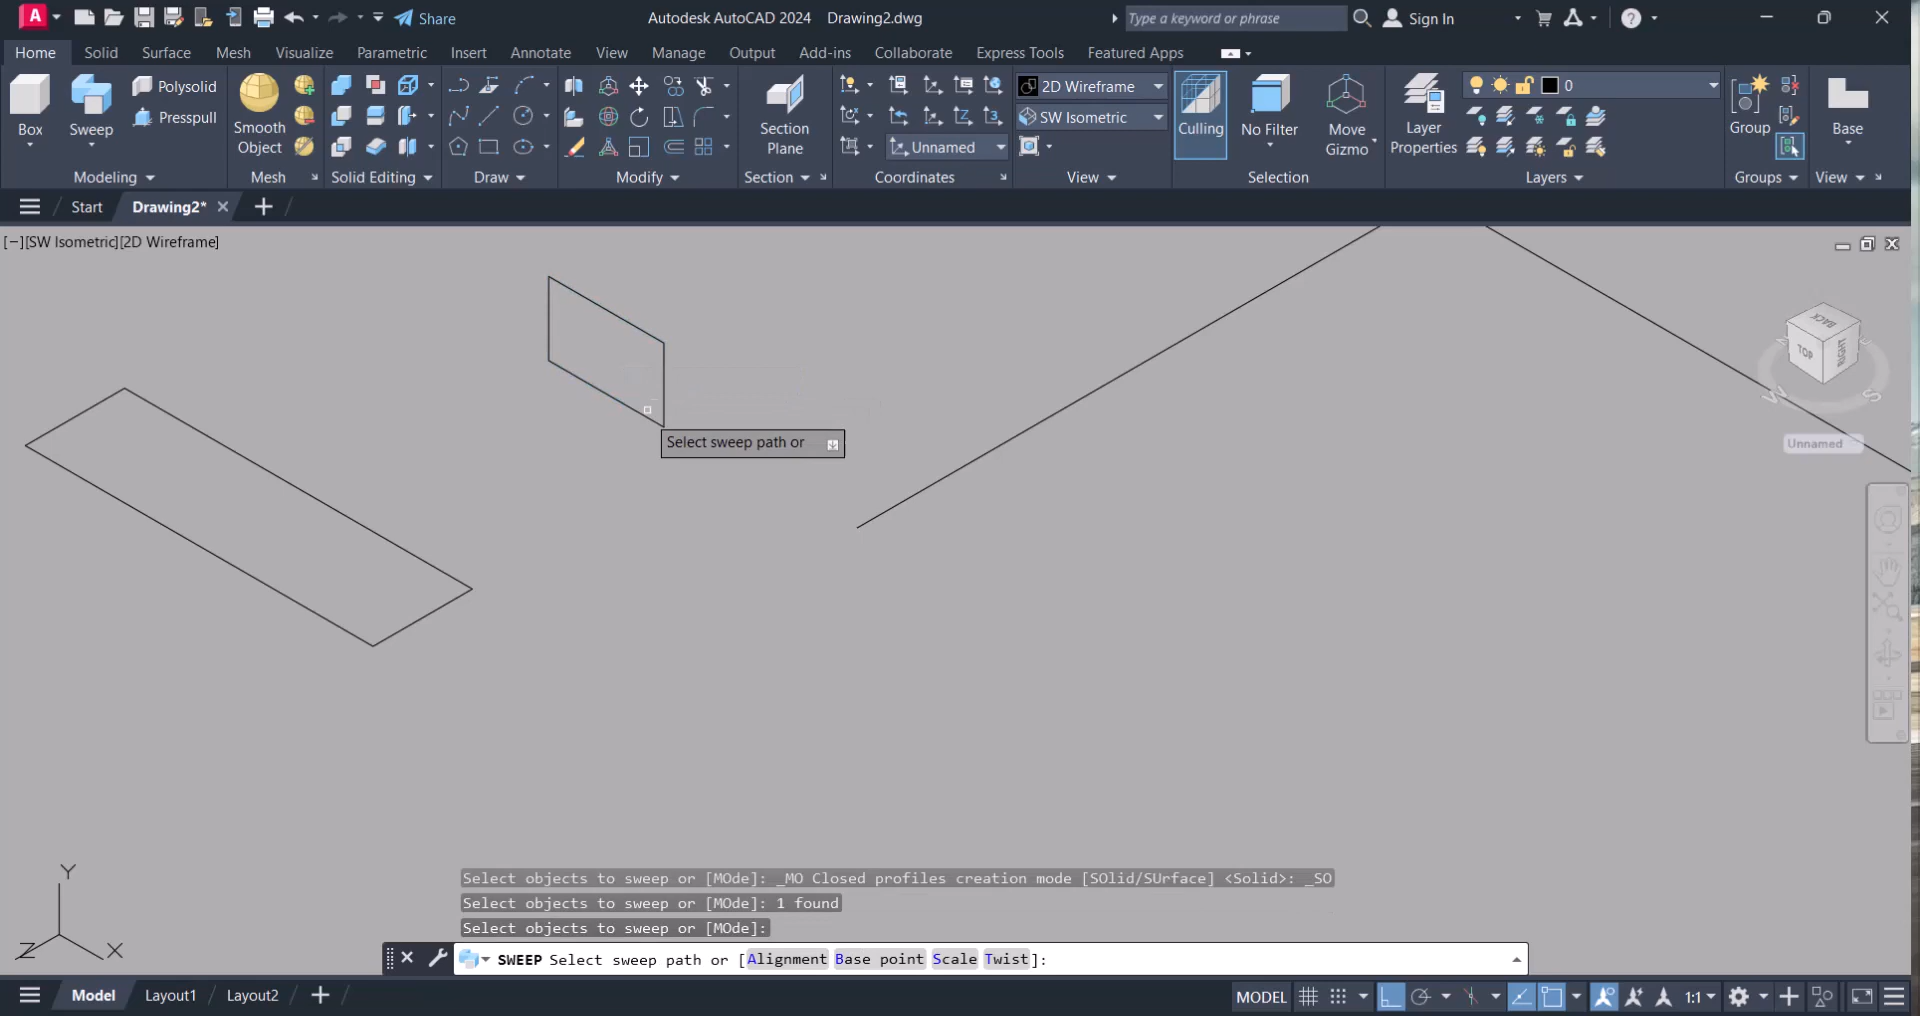 A Share Autodesk AutoCAD 2024 Drawing2.dwg Type a keyword or phrase Sign In
Home Solid Surface Mesh Visualize Parametric Insert Annotate View Manage Output Add-ins Collaborate Express Tools Featured Apps
Polysolid 2D Wireframe 0
Presspull SW Isometric
Box Sweep Smooth Object Section Plane Culling No Filter Move Gizmo Layer Properties Group Base
Unnamed
Modeling Mesh Solid Editing Draw Modify Section Coordinates View Selection Layers Groups View
Start Drawing2*
[−][SW Isometric][2D Wireframe]
BACK
TOP RIGHT
W S
Select sweep path or
Unnamed
Y
Z X
Select objects to sweep or [MOde]: _MO Closed profiles creation mode [SOlid/SUrface] <Solid>: _SO
Select objects to sweep or [MOde]: 1 found
Select objects to sweep or [MOde]:
SWEEP Select sweep path or [Alignment Base point Scale Twist]:
Model Layout1 Layout2 MODEL 1:1